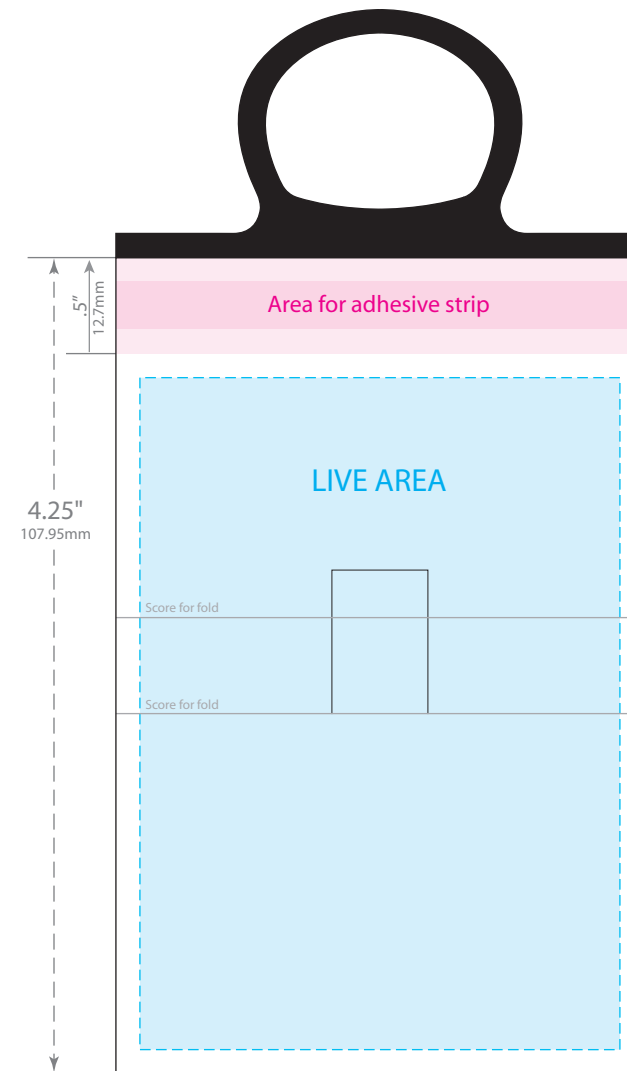 Area for adhesive strip
.5"
12.7mm
LIVE AREA
4.25"
107.95mm
Score for fold
Score for fold